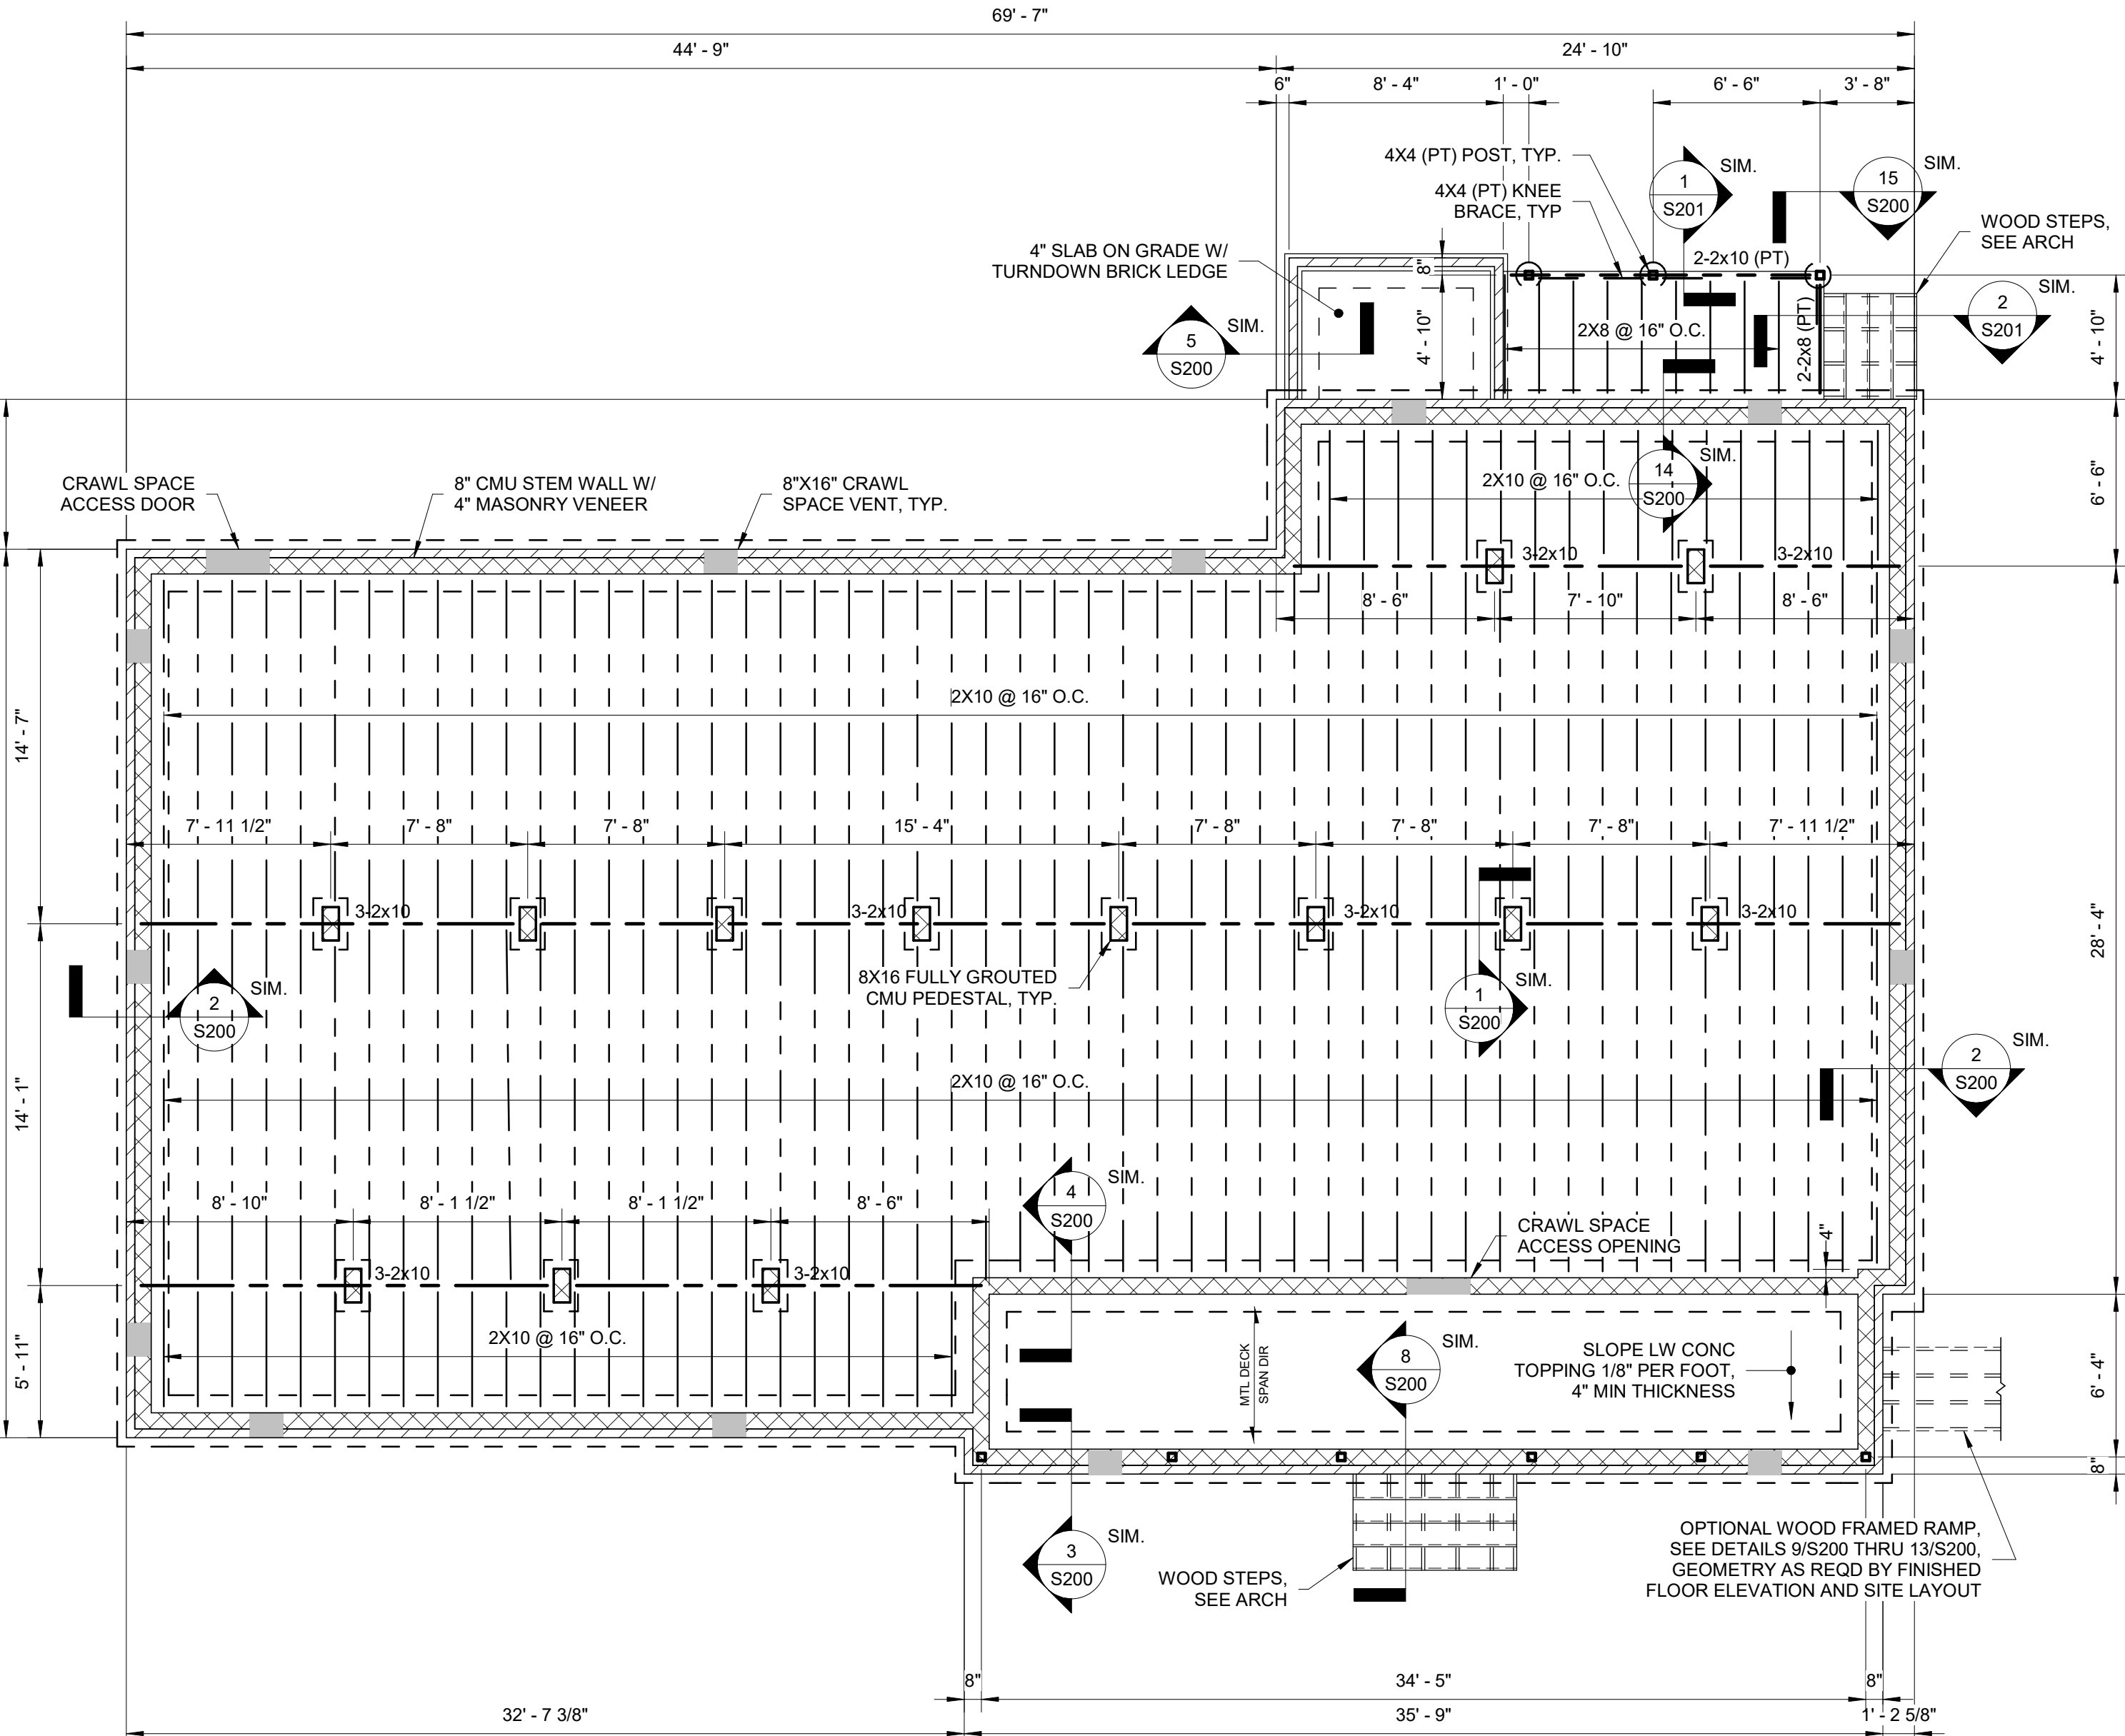 69' - 7"
44' - 9"
24' - 10"
6"
8' - 4"
1' - 0"
6' - 6"
3' - 8"
4X4 (PT) POST, TYP.
4X4 (PT) KNEE
BRACE, TYP
1
S201
SIM.
15
S200
SIM.
WOOD STEPS,
SEE ARCH
4" SLAB ON GRADE W/
TURNDOWN BRICK LEDGE
8"
2-2x10 (PT)
5
S200
SIM.
4' - 10"
2X8 @ 16" O.C.
2-2x8 (PT)
2
S201
SIM.
4' - 10"
CRAWL SPACE
ACCESS DOOR
8" CMU STEM WALL W/
4" MASONRY VENEER
8"X16" CRAWL
SPACE VENT, TYP.
2X10 @ 16" O.C.
14
S200
SIM.
6' - 6"
3-2x10
3-2x10
8' - 6"
7' - 10"
8' - 6"
14' - 7"
2X10 @ 16" O.C.
7' - 11 1/2"
7' - 8"
7' - 8"
15' - 4"
7' - 8"
7' - 8"
7' - 8"
7' - 11 1/2"
3-2x10
3-2x10
3-2x10
3-2x10
28' - 4"
8X16 FULLY GROUTED
CMU PEDESTAL, TYP.
2
S200
SIM.
1
S200
SIM.
2
S200
SIM.
14' - 1"
2X10 @ 16" O.C.
8' - 10"
8' - 1 1/2"
8' - 1 1/2"
8' - 6"
4
S200
SIM.
CRAWL SPACE
ACCESS OPENING
4"
3-2x10
3-2x10
5' - 11"
2X10 @ 16" O.C.
MTL DECK
SPAN DIR
8
S200
SIM.
SLOPE LW CONC
TOPPING 1/8" PER FOOT,
4" MIN THICKNESS
6' - 4"
8"
3
S200
SIM.
WOOD STEPS,
SEE ARCH
OPTIONAL WOOD FRAMED RAMP,
SEE DETAILS 9/S200 THRU 13/S200,
GEOMETRY AS REQD BY FINISHED
FLOOR ELEVATION AND SITE LAYOUT
8"
34' - 5"
8"
32' - 7 3/8"
35' - 9"
1' - 2 5/8"